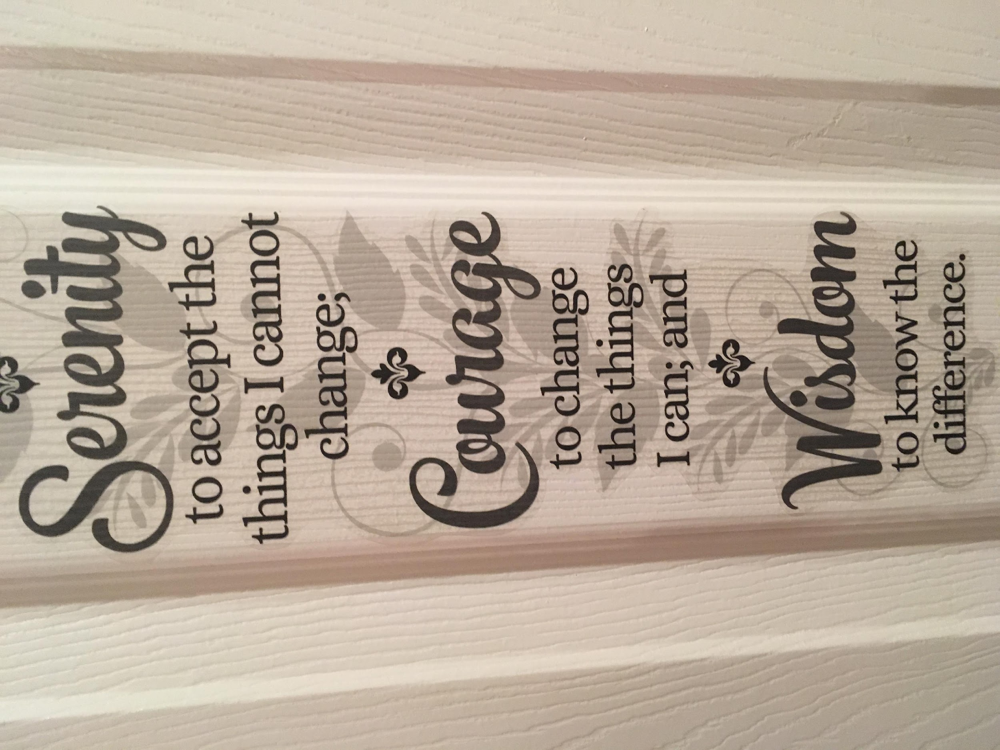 Serenity
to accept the
things I cannot
change;
Courage
to change
the things
I can; and
Wisdom
to know the
difference.